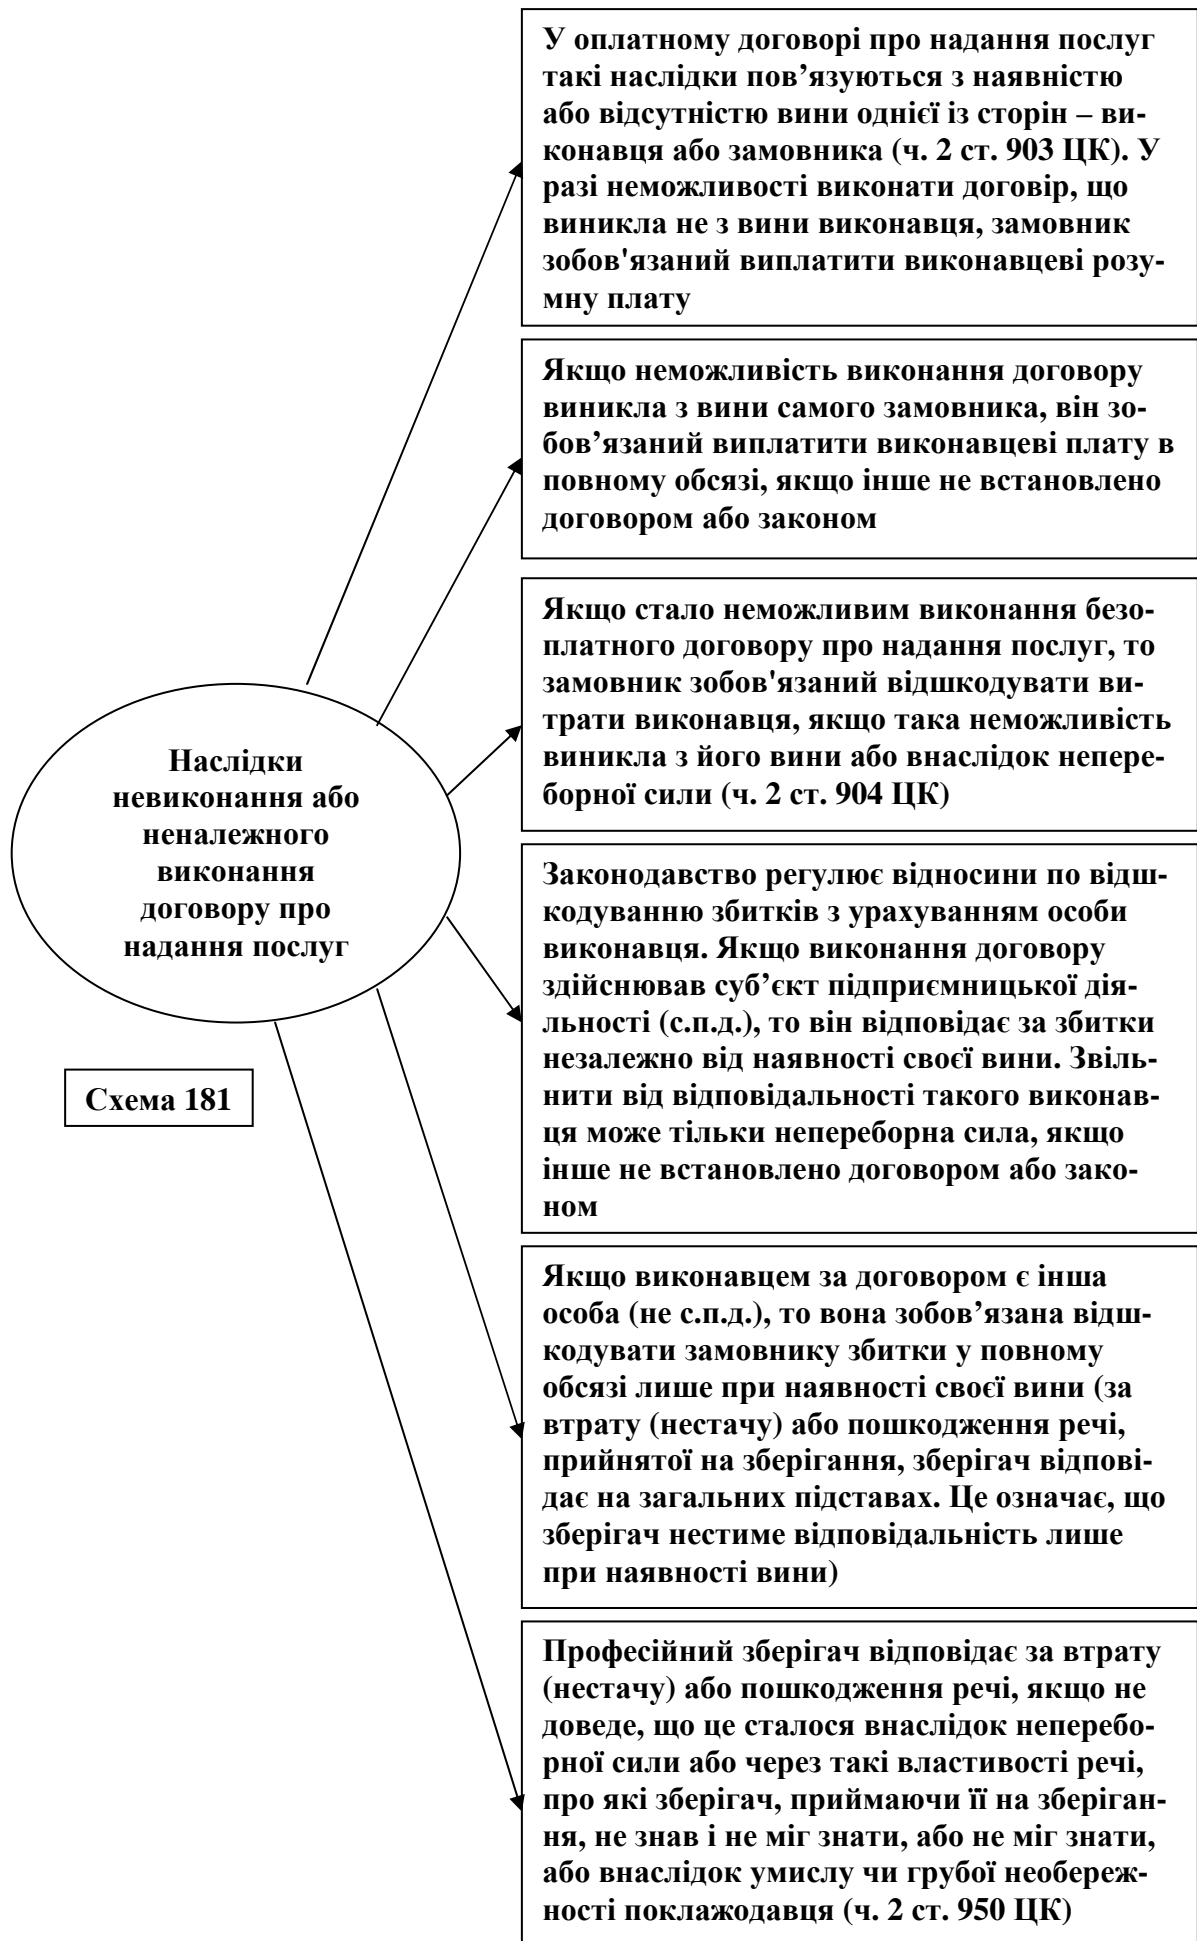 У оплатному договорі про надання послуг
такі наслідки пов’язуються з наявністю
або відсутністю вини однієї із сторін – ви-
конавця або замовника (ч. 2 ст. 903 ЦК). У
разі неможливості виконати договір, що
виникла не з вини виконавця, замовник
зобов'язаний виплатити виконавцеві розу-
мну плату
Якщо неможливість виконання договору
виникла з вини самого замовника, він зо-
бов’язаний виплатити виконавцеві плату в
повному обсязі, якщо інше не встановлено
договором або законом
Якщо стало неможливим виконання безо-
платного договору про надання послуг, то
замовник зобов'язаний відшкодувати ви-
трати виконавця, якщо така неможливість
виникла з його вини або внаслідок непере-
борної сили (ч. 2 ст. 904 ЦК)
Наслідки
невиконання або
неналежного
виконання
договору про
надання послуг
Законодавство регулює відносини по відш-
кодуванню збитків з урахуванням особи
виконавця. Якщо виконання договору
здійснював суб’єкт підприємницької дія-
льності (с.п.д.), то він відповідає за збитки
незалежно від наявності своєї вини. Звіль-
нити від відповідальності такого виконав-
ця може тільки непереборна сила, якщо
інше не встановлено договором або зако-
ном
Схема 181
Якщо виконавцем за договором є інша
особа (не с.п.д.), то вона зобов’язана відш-
кодувати замовнику збитки у повному
обсязі лише при наявності своєї вини (за
втрату (нестачу) або пошкодження речі,
прийнятої на зберігання, зберігач відпові-
дає на загальних підставах. Це означає, що
зберігач нестиме відповідальність лише
при наявності вини)
Професійний зберігач відповідає за втрату
(нестачу) або пошкодження речі, якщо не
доведе, що це сталося внаслідок неперебо-
рної сили або через такі властивості речі,
про які зберігач, приймаючи її на зберіган-
ня, не знав і не міг знати, або не міг знати,
або внаслідок умислу чи грубої необереж-
ності поклажодавця (ч. 2 ст. 950 ЦК)